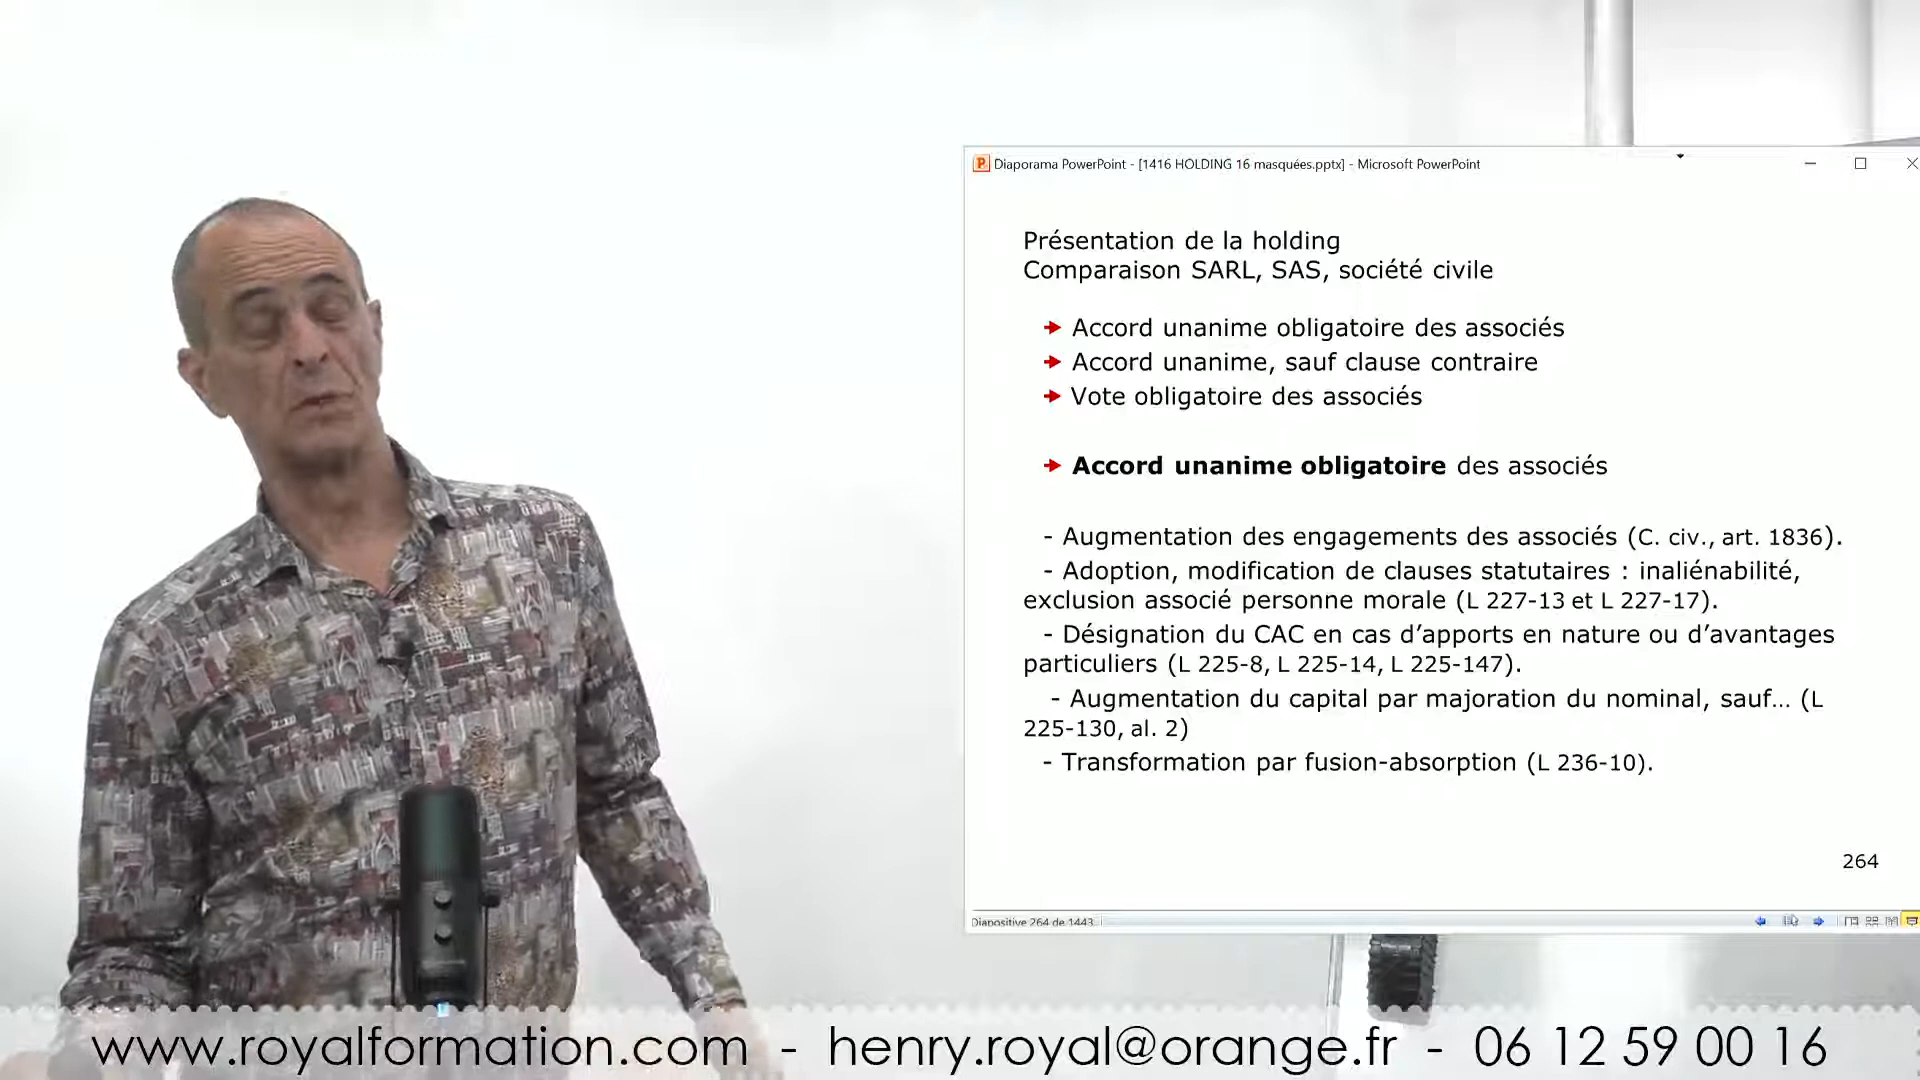 Diaporama PowerPoint - [1416 HOLDING 16 masquées.pptx] - Microsoft PowerPoint
Présentation de la holding
Comparaison SARL, SAS, société civile
Accord unanime obligatoire des associés
Accord unanime, sauf clause contraire
Vote obligatoire des associés
Accord unanime obligatoire des associés
- Augmentation des engagements des associés (C. civ., art. 1836).
- Adoption, modification de clauses statutaires : inaliénabilité,
exclusion associé personne morale (L 227-13 et L 227-17).
- Désignation du CAC en cas d’apports en nature ou d’avantages
particuliers (L 225-8, L 225-14, L 225-147).
- Augmentation du capital par majoration du nominal, sauf... (L
225-130, al. 2)
- Transformation par fusion-absorption (L 236-10).
264
Diapositive 264 de 1443
www.royalformation.com - henry.royal@orange.fr - 06 12 59 00 16